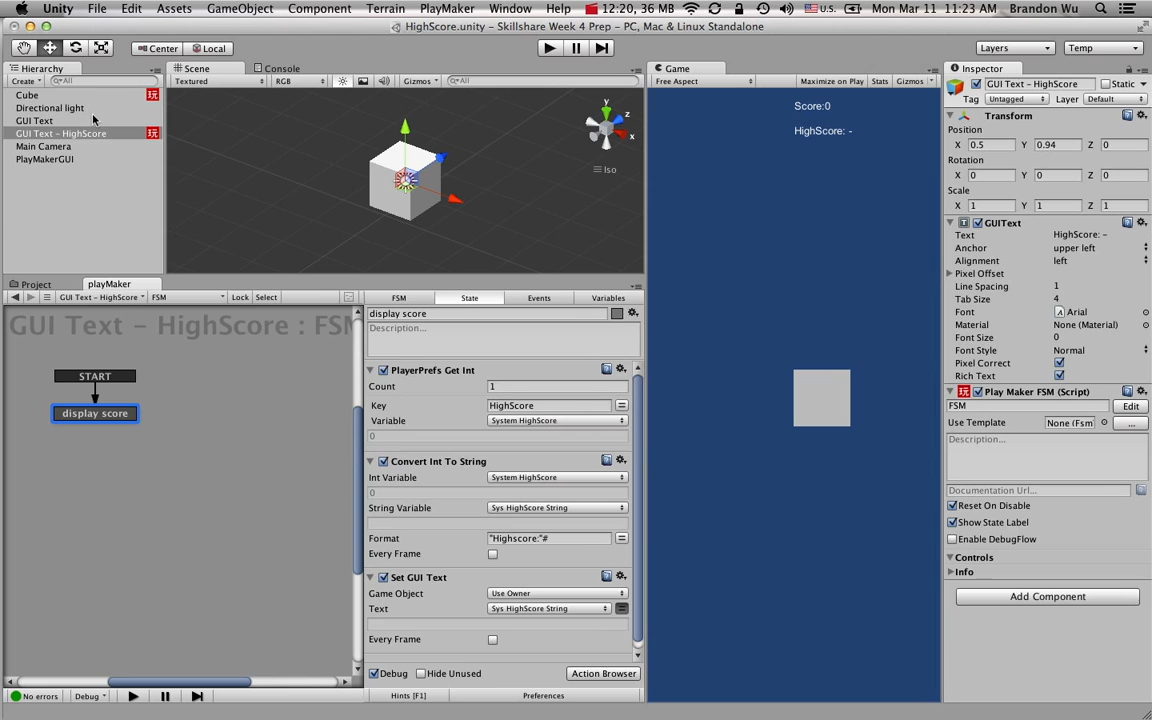 Unity File Edit Assets GameObject Component Terrain PlayMaker Window Help 12:20, 36 MB U.S. Mon Mar 11 11:23 AM Brandon Wu
HighScore.unity - Skillshare Week 4 Prep - PC, Mac & Linux Standalone
Center Local Layers Temp
Hierarchy
Create All
Cube 玩
Directional light
GUI Text
GUI Text - HighScore 玩
Main Camera
PlayMakerGUI
Scene Console
Textured RGB Gizmos All
y
z
x
Iso
Game
Free Aspect Maximize on Play Stats Gizmos
Score:0
HighScore: -
Project playMaker
GUI Text - HighScore FSM Lock Select
GUI Text - HighScore : FSM
START
display score
No errors Debug
FSM State Events Variables
display score
Description...
PlayerPrefs Get Int
Count 1
Key HighScore
Variable System HighScore
0
Convert Int To String
Int Variable System HighScore
0
String Variable Sys HighScore String
Format "Highscore:"#
Every Frame
Set GUI Text
Game Object Use Owner
Text Sys HighScore String
Every Frame
Debug Hide Unused Action Browser
Hints [F1] Preferences
Inspector
GUI Text - HighScore Static
Tag Untagged Layer Default
Transform
Position
X 0.5 Y 0.94 Z 0
Rotation
X 0 Y 0 Z 0
Scale
X 1 Y 1 Z 1
GUIText
Text HighScore: -
Anchor upper left
Alignment left
Pixel Offset
Line Spacing 1
Tab Size 4
Font Arial
Material None (Material)
Font Size 0
Font Style Normal
Pixel Correct
Rich Text
玩 Play Maker FSM (Script)
FSM Edit
Use Template None (Fsm ...
Description...
Documentation Url...
Reset On Disable
Show State Label
Enable DebugFlow
Controls
Info
Add Component